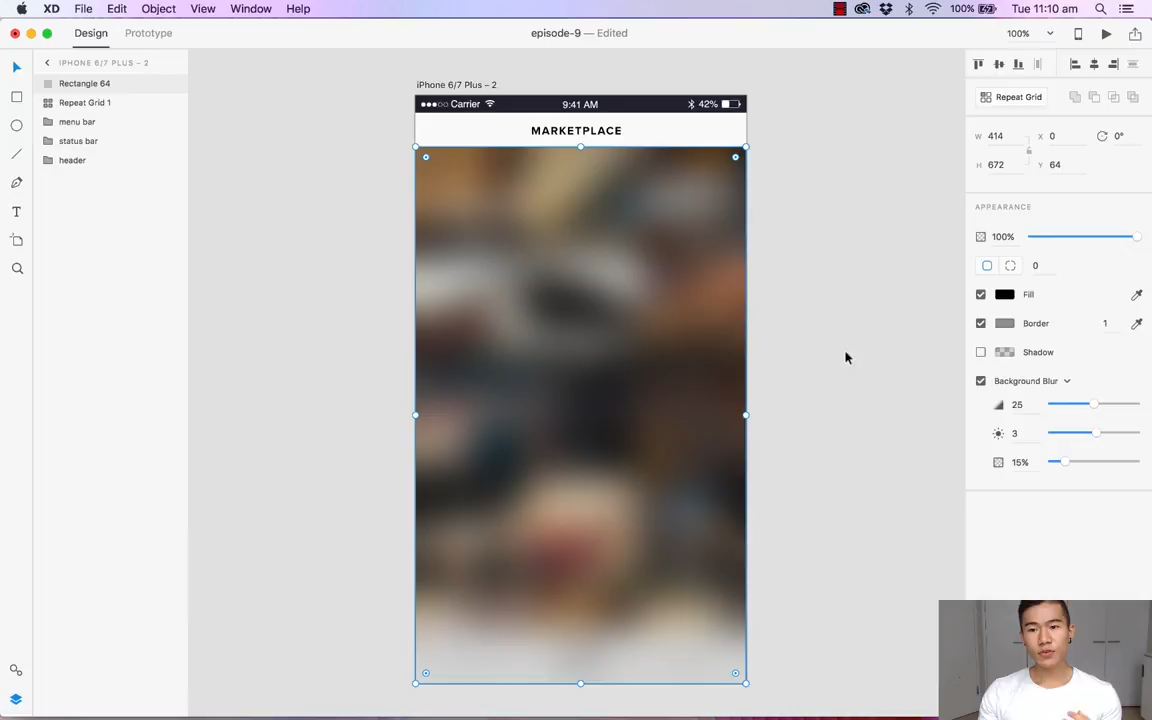 XD File Edit Object View Window Help 100% Tue 11:10 am
Design Prototype episode-9 — Edited 100%
IPHONE 6/7 PLUS – 2
Rectangle 64
Repeat Grid 1
menu bar
status bar
header
iPhone 6/7 Plus – 2
Carrier 9:41 AM 42%
MARKETPLACE
Repeat Grid
W 414 X 0 0°
H 672 Y 64
APPEARANCE
100%
0
Fill
Border 1
Shadow
Background Blur
25
3
15%